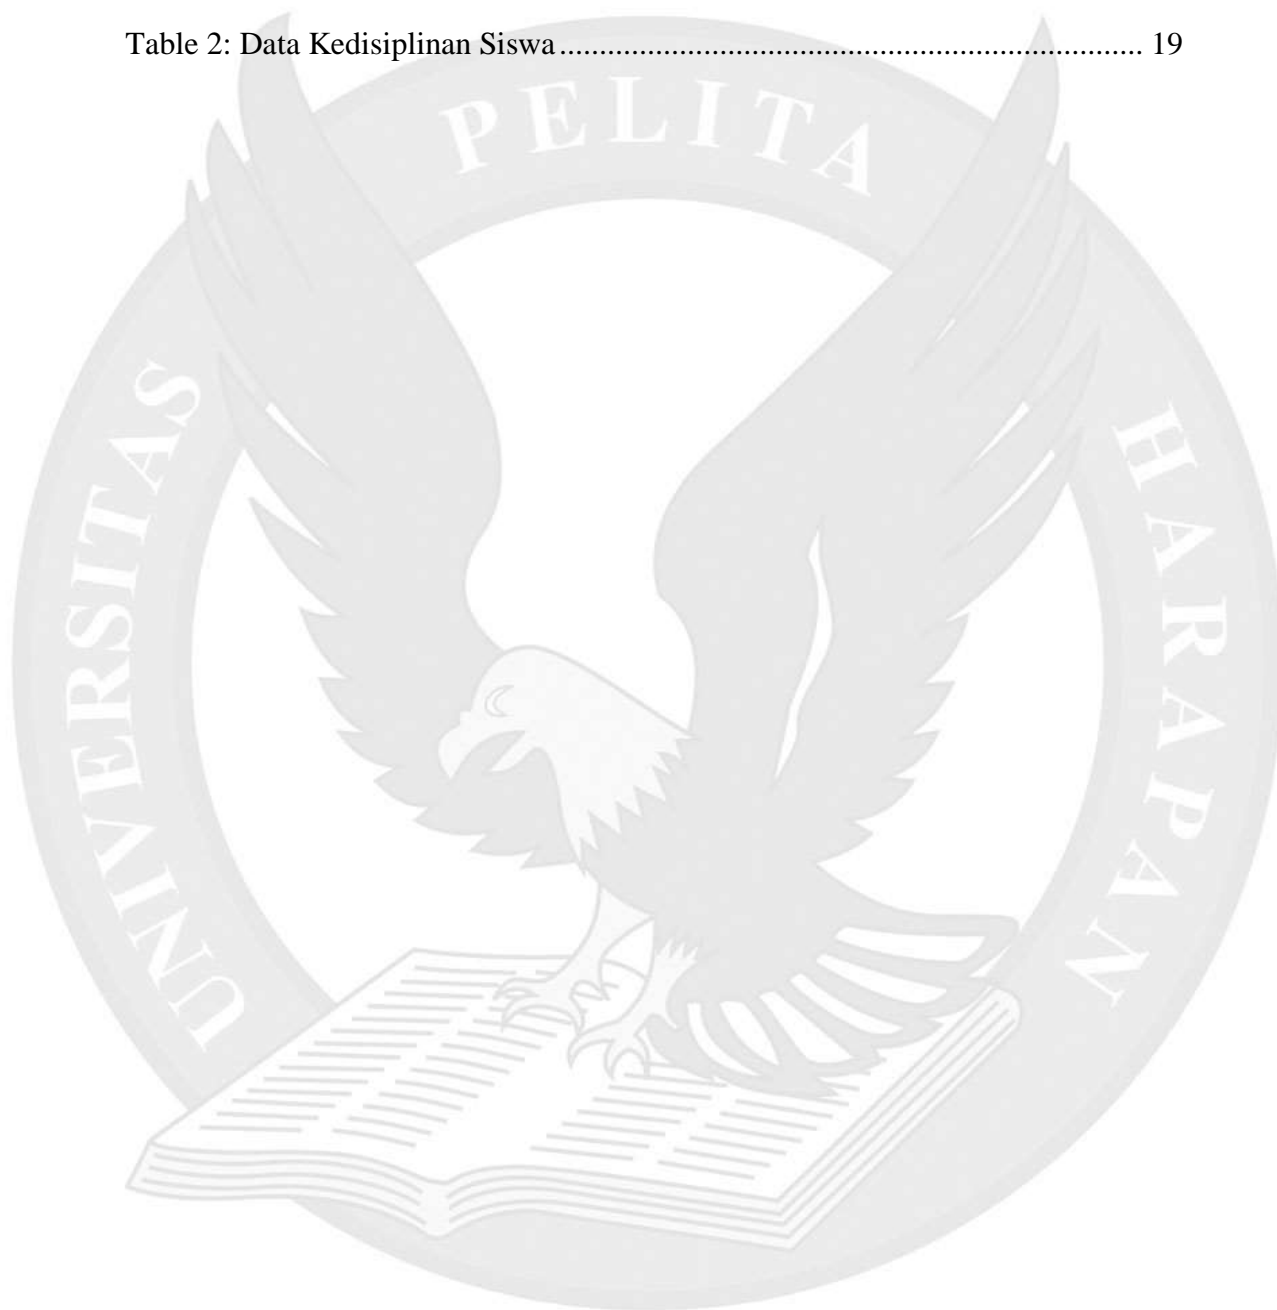 Table 2: Data Kedisiplinan Siswa.................................................................. 19
PELITA
UNIVERSITAS
HARAPAN